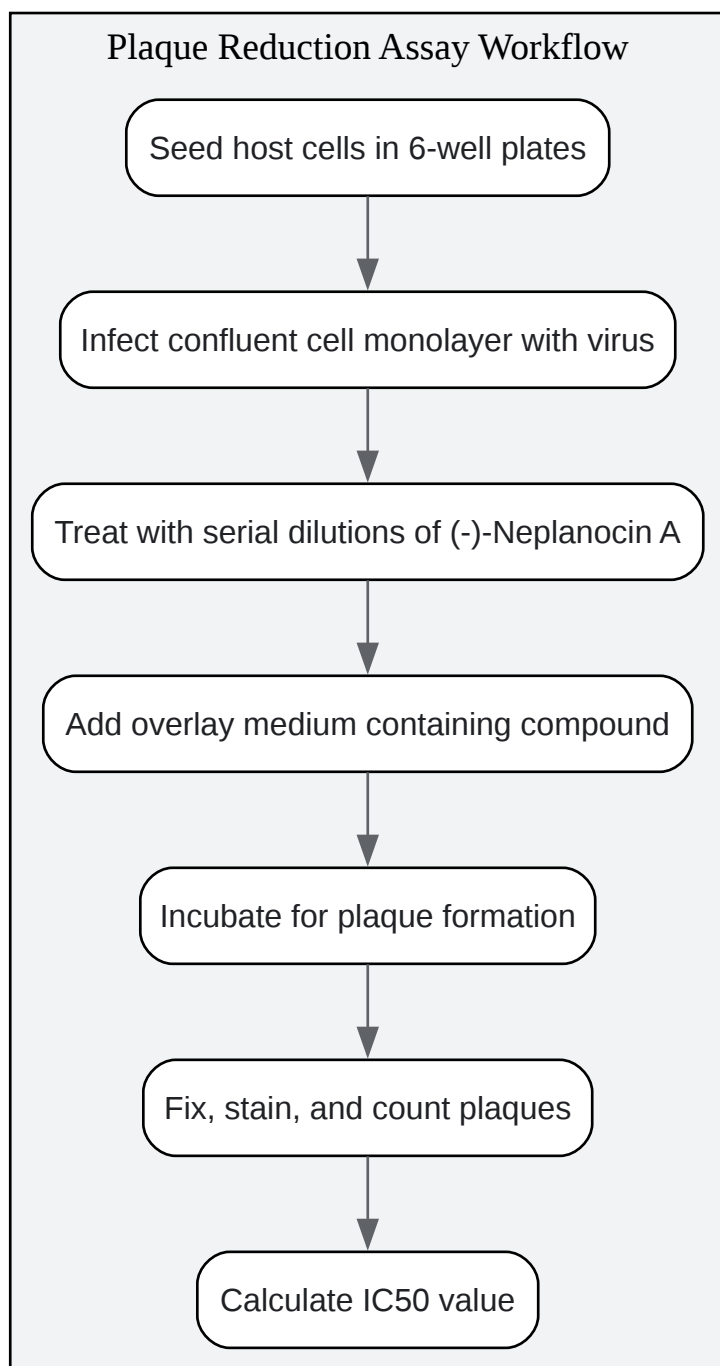 Plaque Reduction Assay Workflow
Seed host cells in 6-well plates
Infect confluent cell monolayer with virus
Treat with serial dilutions of (-)-Neplanocin A
Add overlay medium containing compound
Incubate for plaque formation
Fix, stain, and count plaques
Calculate IC50 value